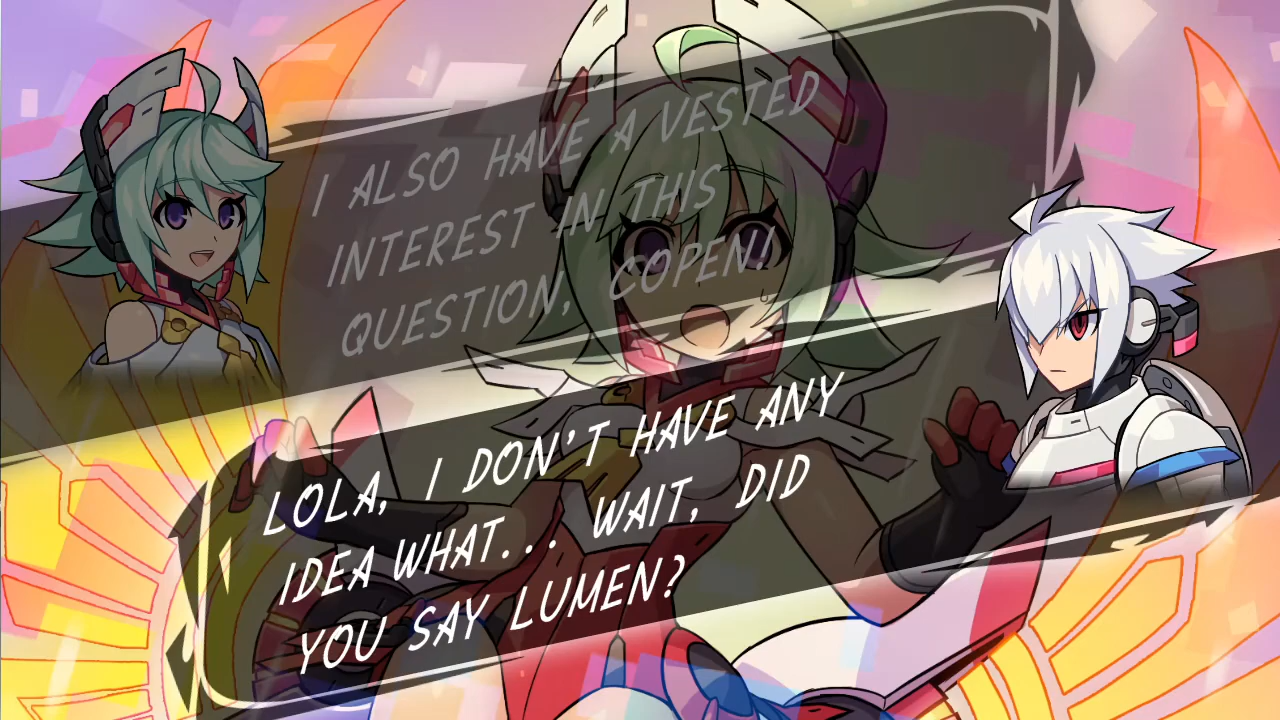 I ALSO HAVE A VESTED
INTEREST IN THIS
QUESTION, COPEN!
LOLA, I DON'T HAVE ANY
IDEA WHAT... WAIT, DID
YOU SAY LUMEN?